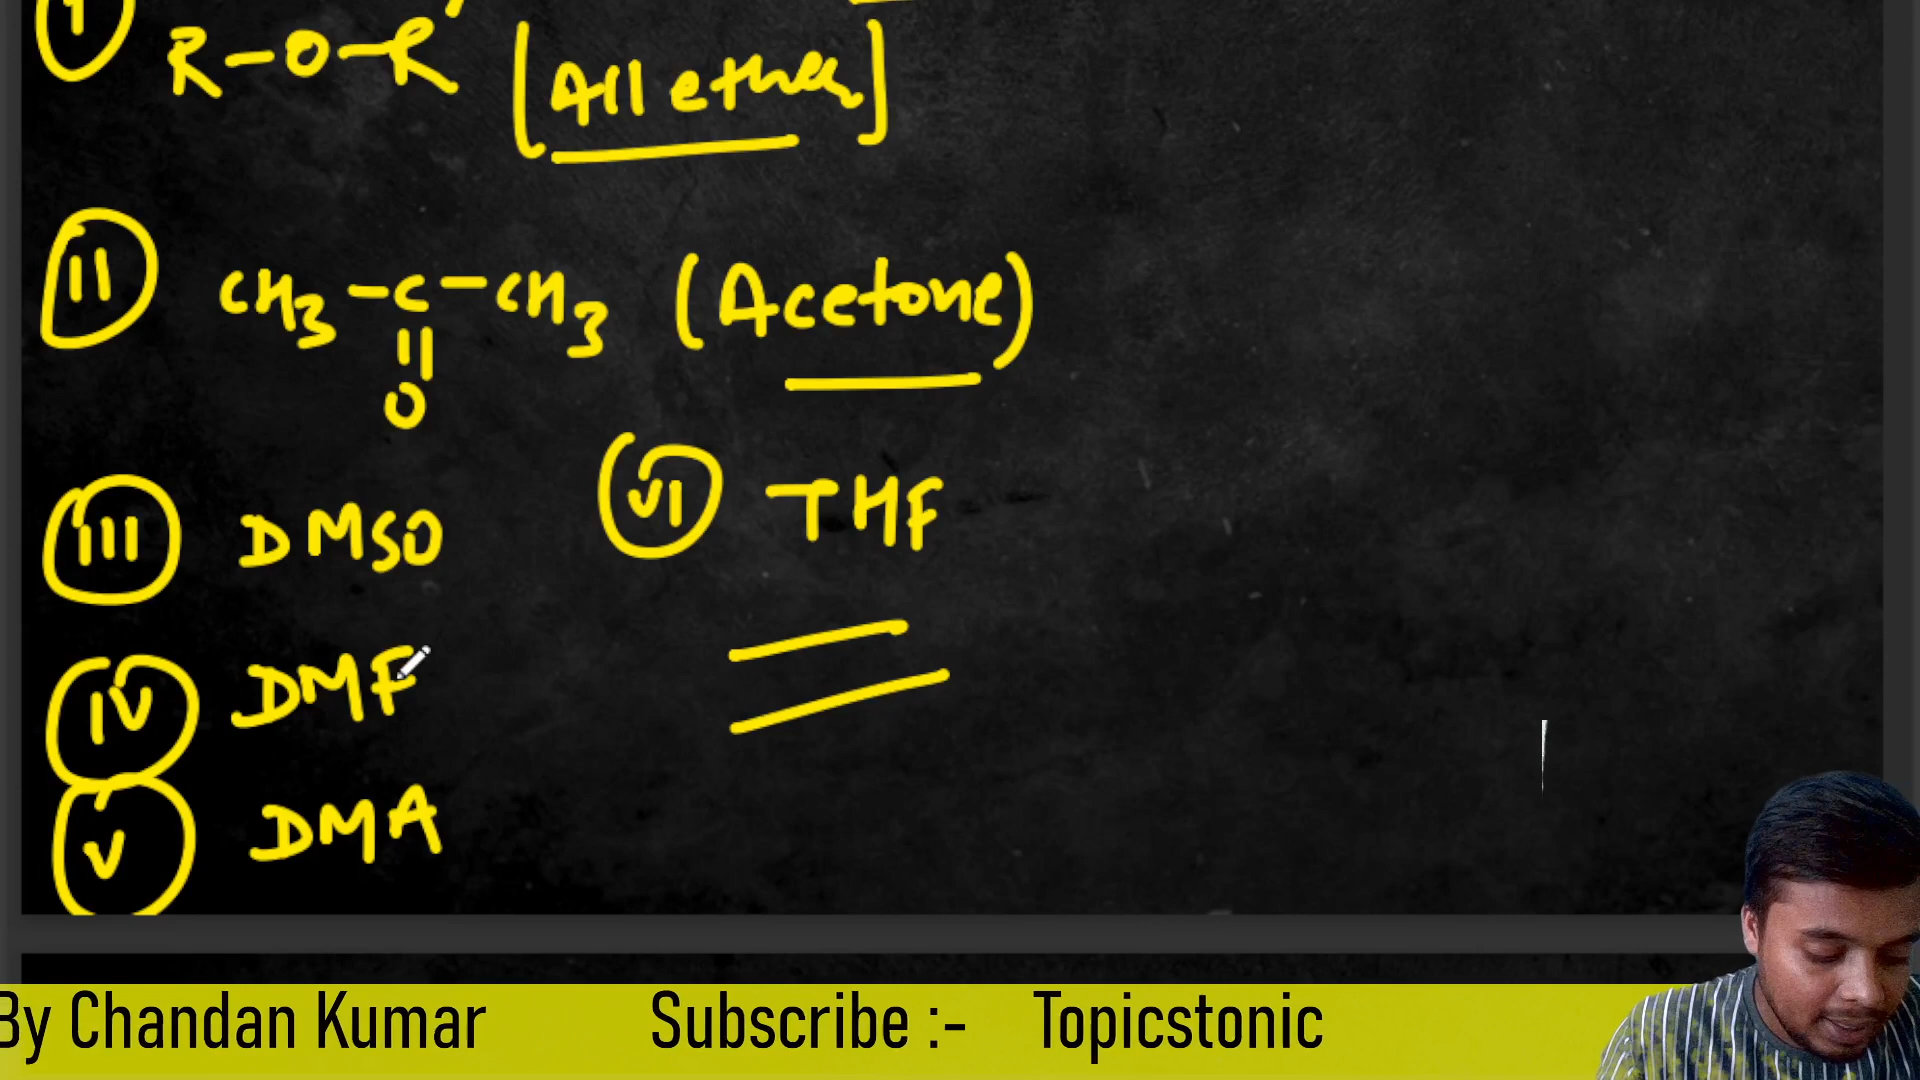 I R-O-R [All ether]
II CH3-C-CH3 (Acetone)
||
O
III DMSO
VI THF
IV DMF
V DMA
By Chandan Kumar Subscribe :- Topicstonic